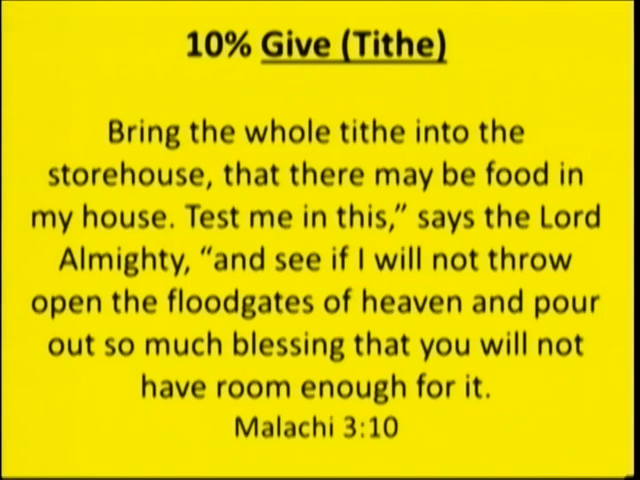 10% Give (Tithe)
Bring the whole tithe into the
storehouse, that there may be food in
my house. Test me in this,” says the Lord
Almighty, “and see if I will not throw
open the floodgates of heaven and pour
out so much blessing that you will not
have room enough for it.
Malachi 3:10